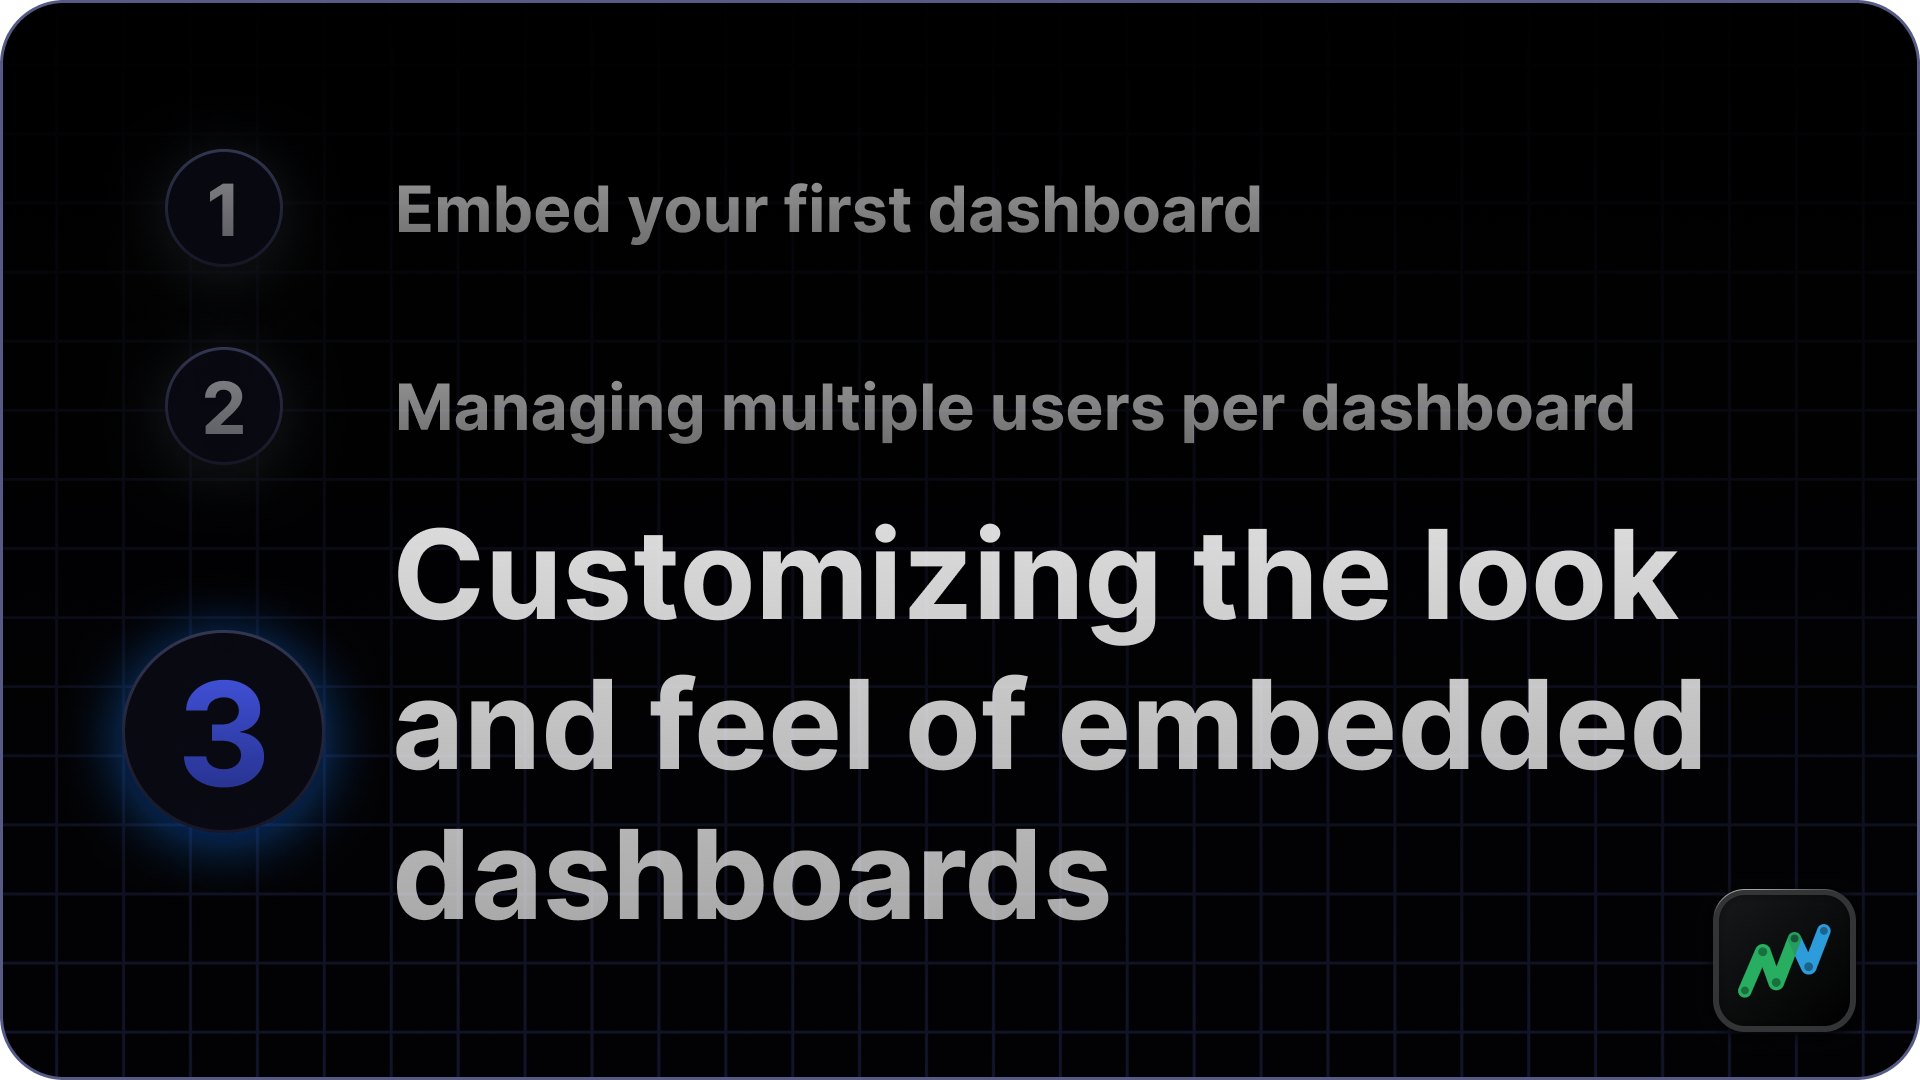 1 Embed your first dashboard
2 Managing multiple users per dashboard
Customizing the look
3 and feel of embedded
dashboards